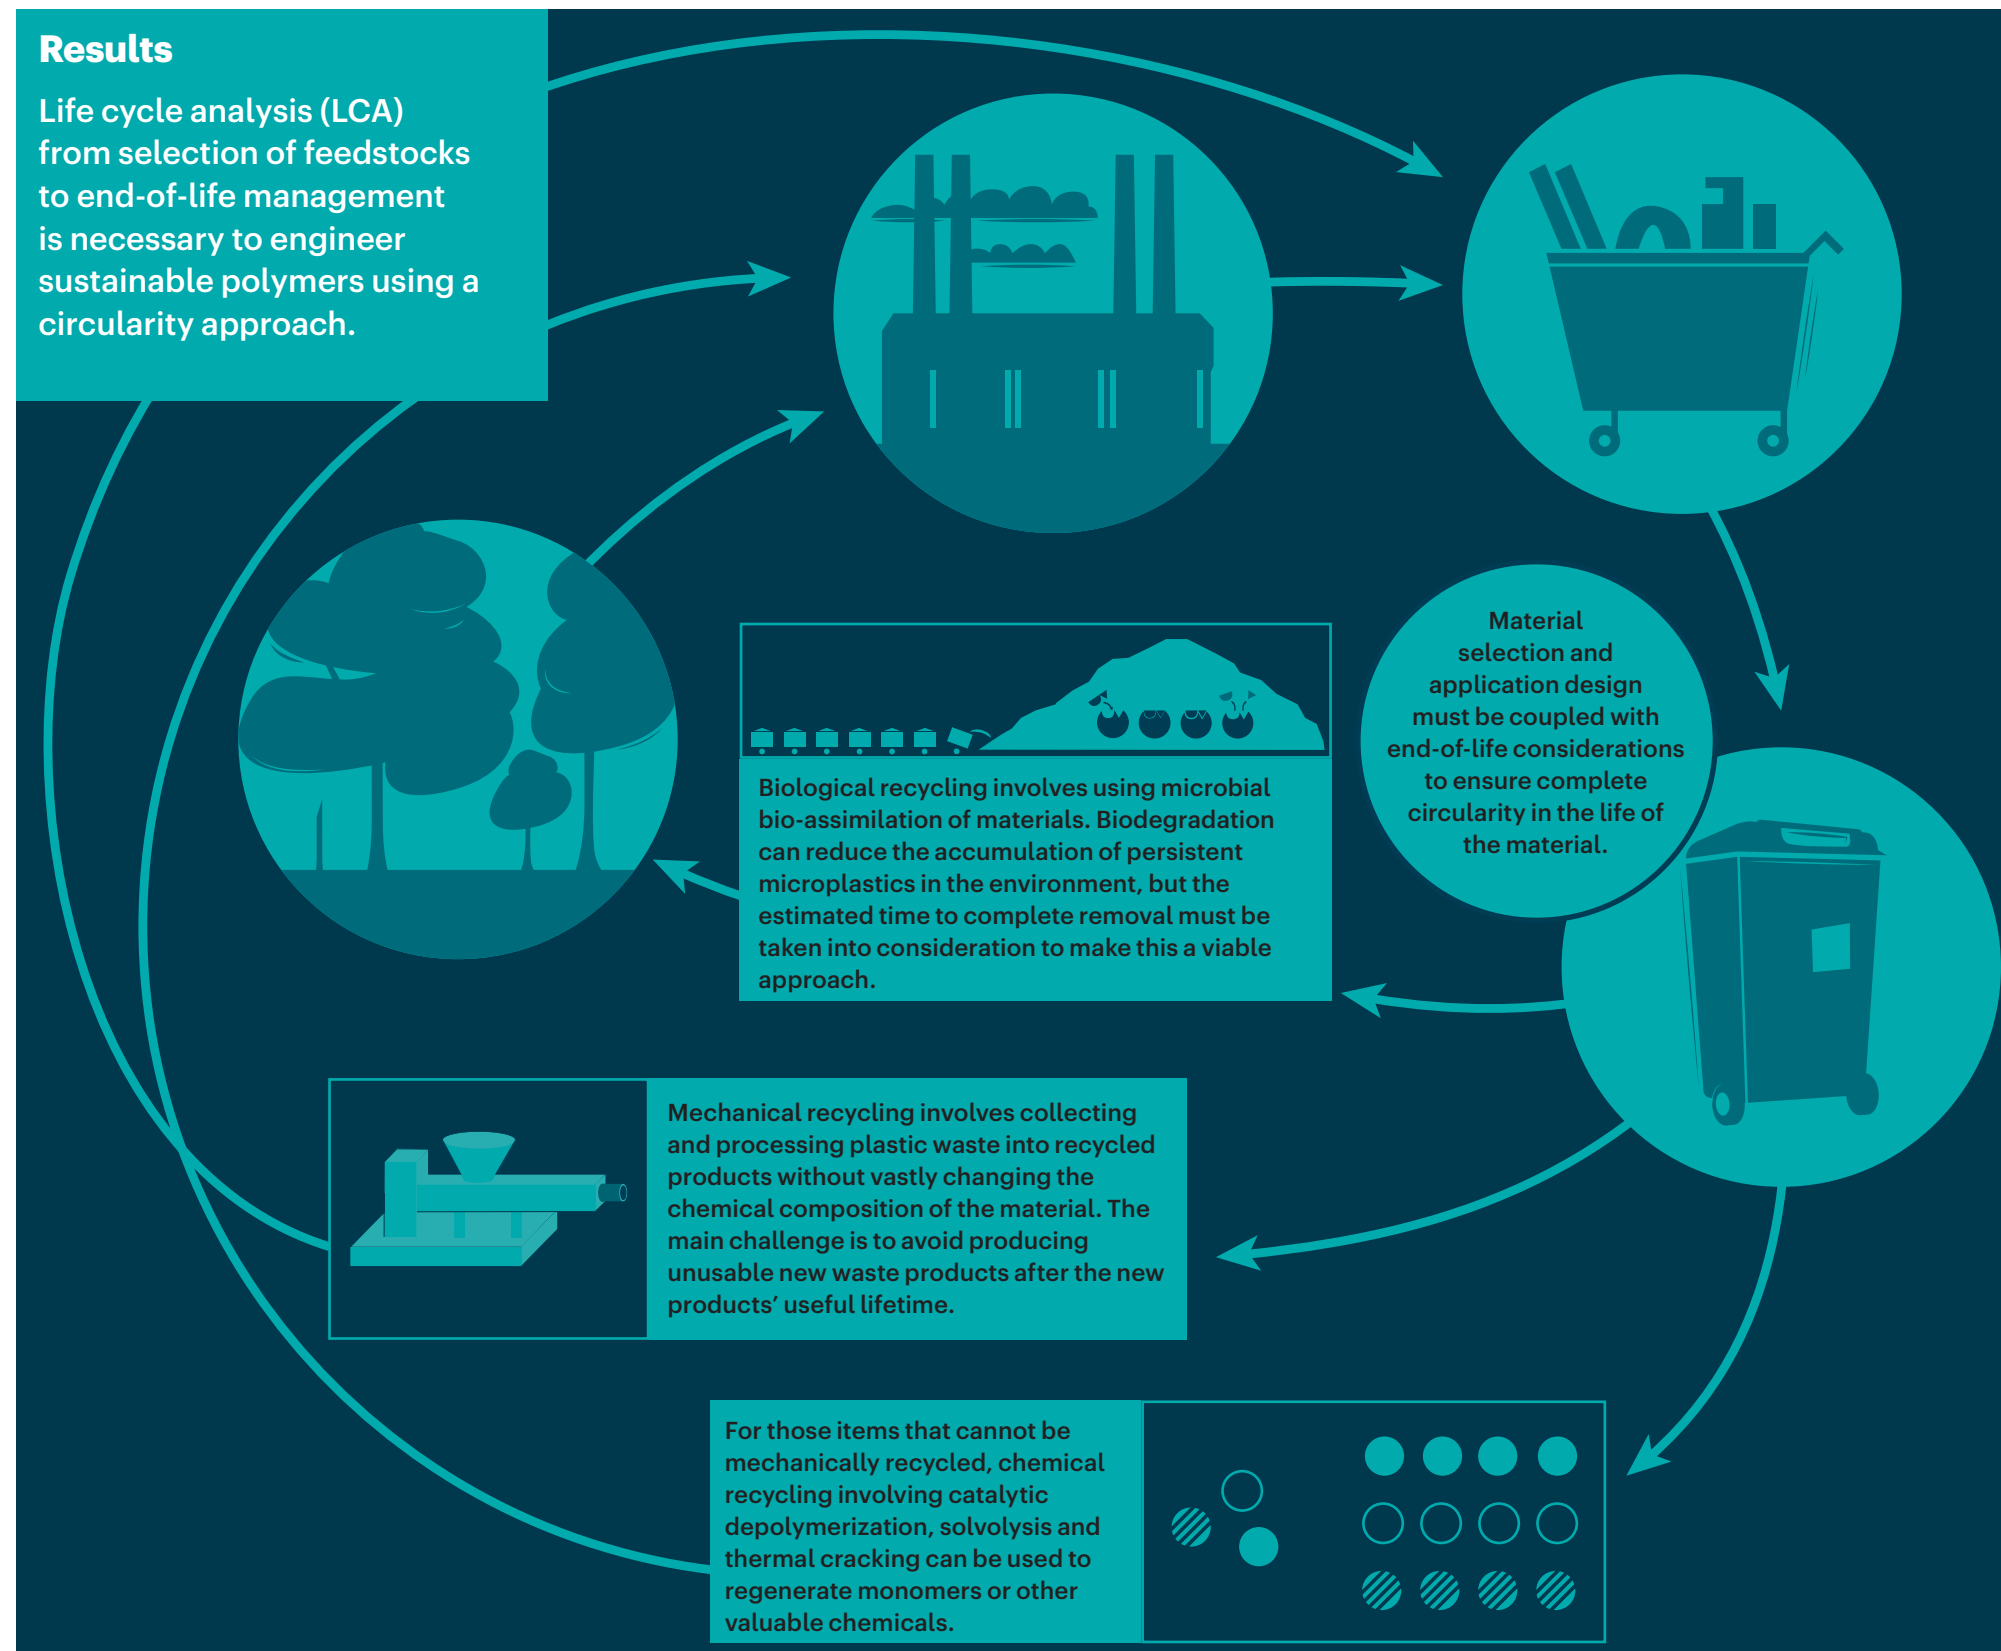 Results
Life cycle analysis (LCA)
from selection of feedstocks
to end-of-life management
is necessary to engineer
sustainable polymers using a
circularity approach.
Material
selection and
application design
must be coupled with
end-of-life considerations
to ensure complete
circularity in the life of
the material.
Biological recycling involves using microbial
bio-assimilation of materials. Biodegradation
can reduce the accumulation of persistent
microplastics in the environment, but the
estimated time to complete removal must be
taken into consideration to make this a viable
approach.
Mechanical recycling involves collecting
and processing plastic waste into recycled
products without vastly changing the
chemical composition of the material. The
main challenge is to avoid producing
unusable new waste products after the new
products’ useful lifetime.
For those items that cannot be
mechanically recycled, chemical
recycling involving catalytic
depolymerization, solvolysis and
thermal cracking can be used to
regenerate monomers or other
valuable chemicals.